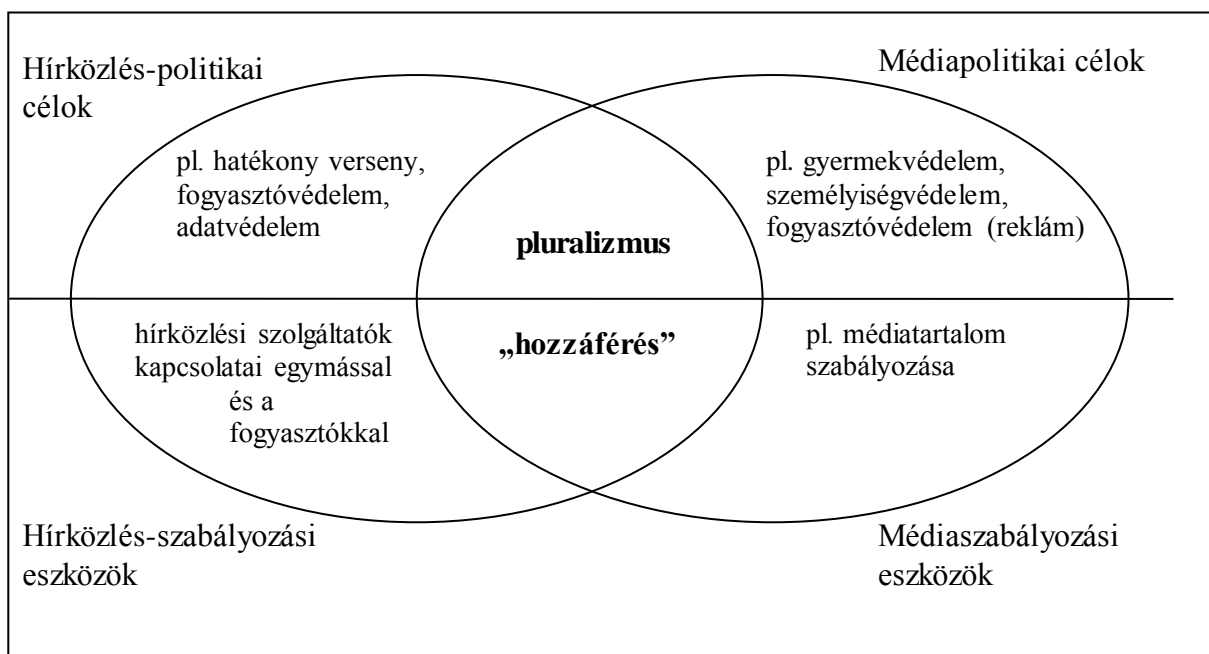 Hírközlés-politikai
célok
Médiapolitikai célok
pl. hatékony verseny,
fogyasztóvédelem,
adatvédelem
pluralizmus
pl. gyermekvédelem,
személyiségvédelem,
fogyasztóvédelem (reklám)
hírközlési szolgáltatók
kapcsolatai egymással
és a
fogyasztókkal
„hozzáférés”
pl. médiatartalom
szabályozása
Hírközlés-szabályozási
eszközök
Médiaszabályozási
eszközök